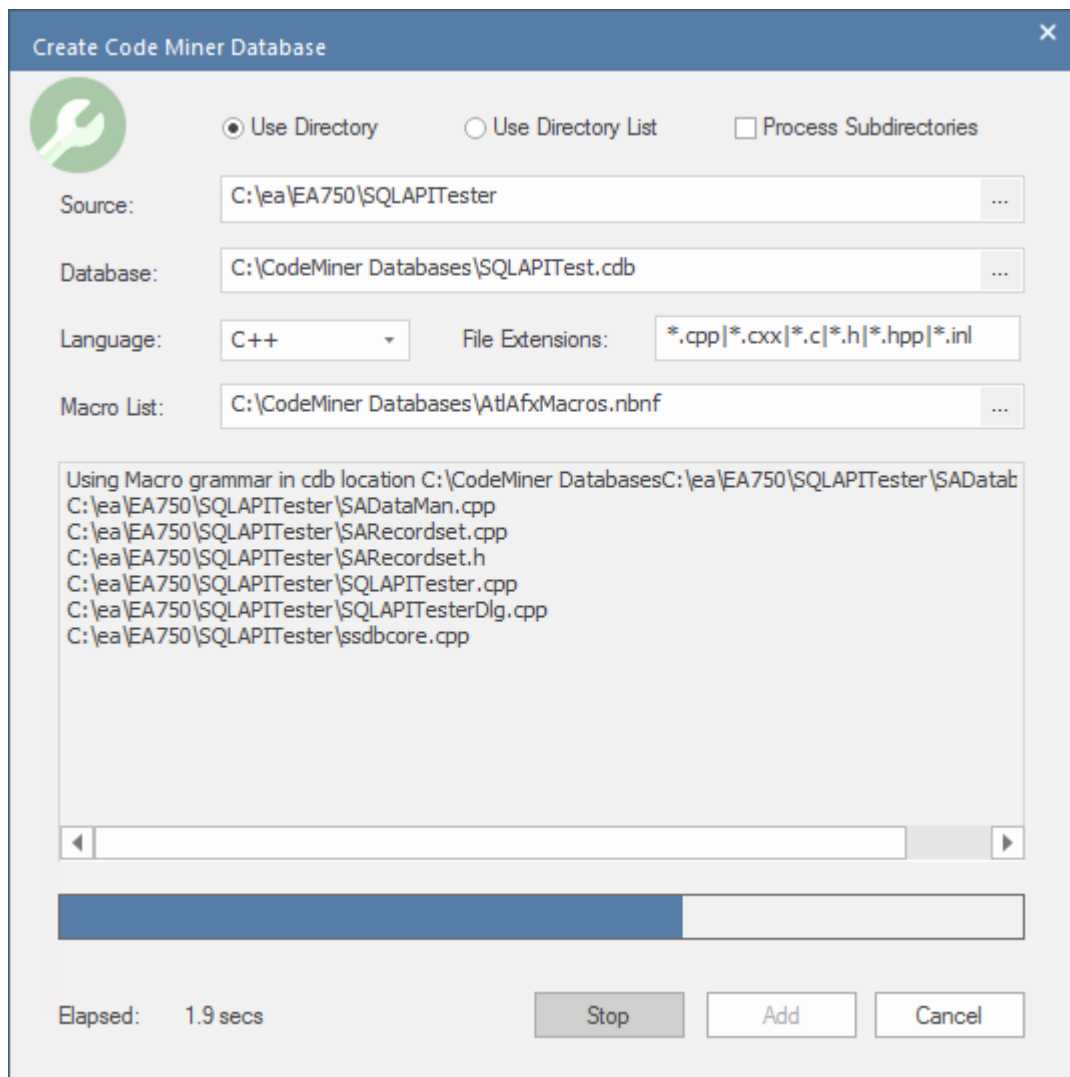 Create Code Miner Database
Use Directory Use Directory List Process Subdirectories
Source: C:\ea\EA750\SQLAPITester ...
Database: C:\CodeMiner Databases\SQLAPITest.cdb ...
Language: C++ File Extensions: *.cpp|*.cxx|*.c|*.h|*.hpp|*.inl
Macro List: C:\CodeMiner Databases\AtlAfxMacros.nbnf ...
Using Macro grammar in cdb location C:\CodeMiner DatabasesC:\ea\EA750\SQLAPITester\SADatab
C:\ea\EA750\SQLAPITester\SADataMan.cpp
C:\ea\EA750\SQLAPITester\SARecordset.cpp
C:\ea\EA750\SQLAPITester\SARecordset.h
C:\ea\EA750\SQLAPITester\SQLAPITester.cpp
C:\ea\EA750\SQLAPITester\SQLAPITesterDlg.cpp
C:\ea\EA750\SQLAPITester\ssdbcore.cpp
Elapsed: 1.9 secs Stop Add Cancel